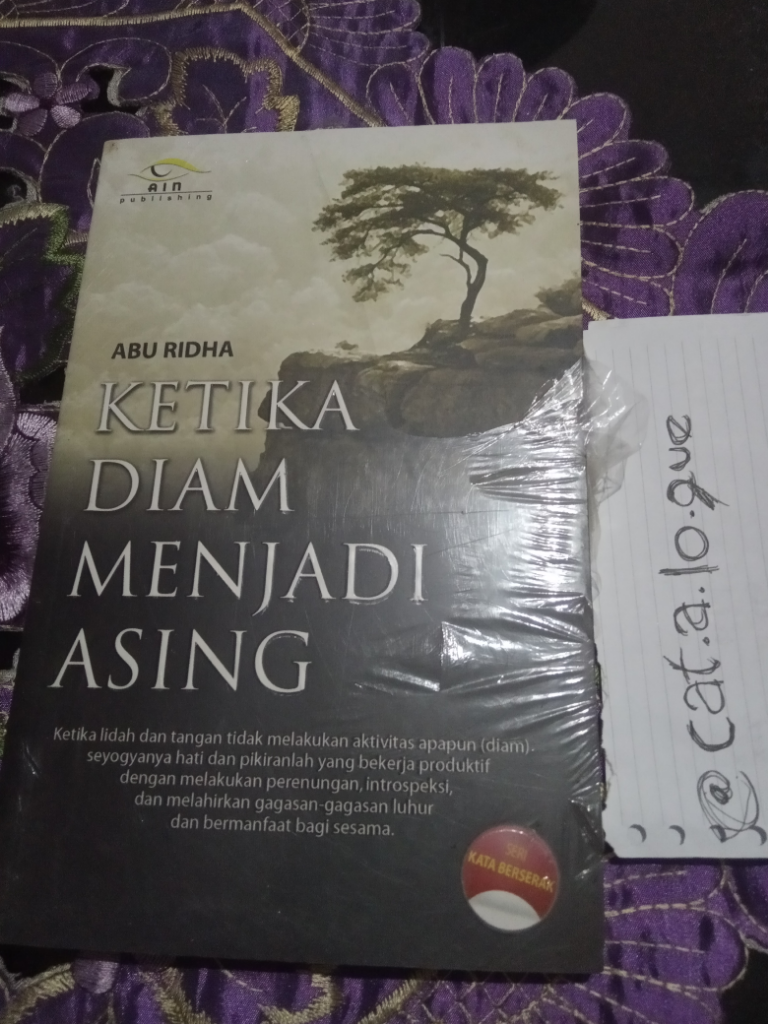 AIN
publishing
ABU RIDHA
KETIKA
DIAM
MENJADI
ASING
Ketika lidah dan tangan tidak melakukan aktivitas apapun (diam).
seyogyanya hati dan pikiranlah yang bekerja produktif
dengan melakukan perenungan, introspeksi,
dan melahirkan gagasan-gagasan luhur
dan bermanfaat bagi sesama.
SERI
KATA BERSERAK
@cat.a.lo.gue